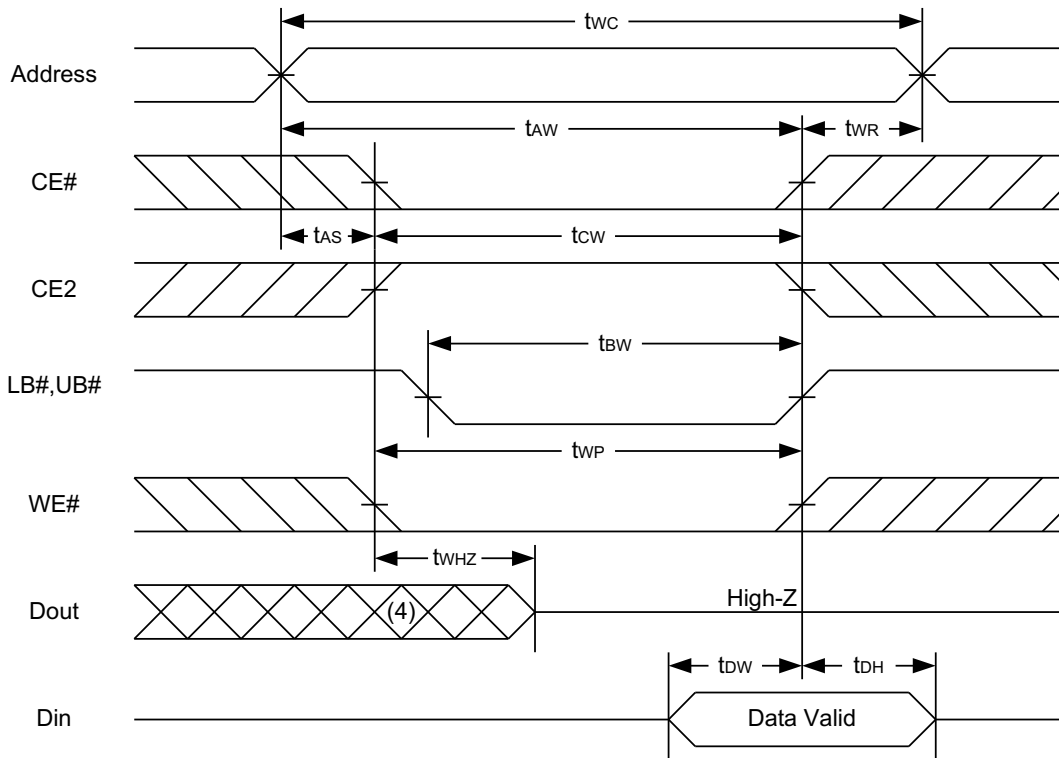 tWC
Address
tAW
tWR
CE#
tAS
tCW
CE2
tBW
LB#,UB#
tWP
WE#
tWHZ
Dout
(4)
High-Z
tDW
tDH
Din
Data Valid